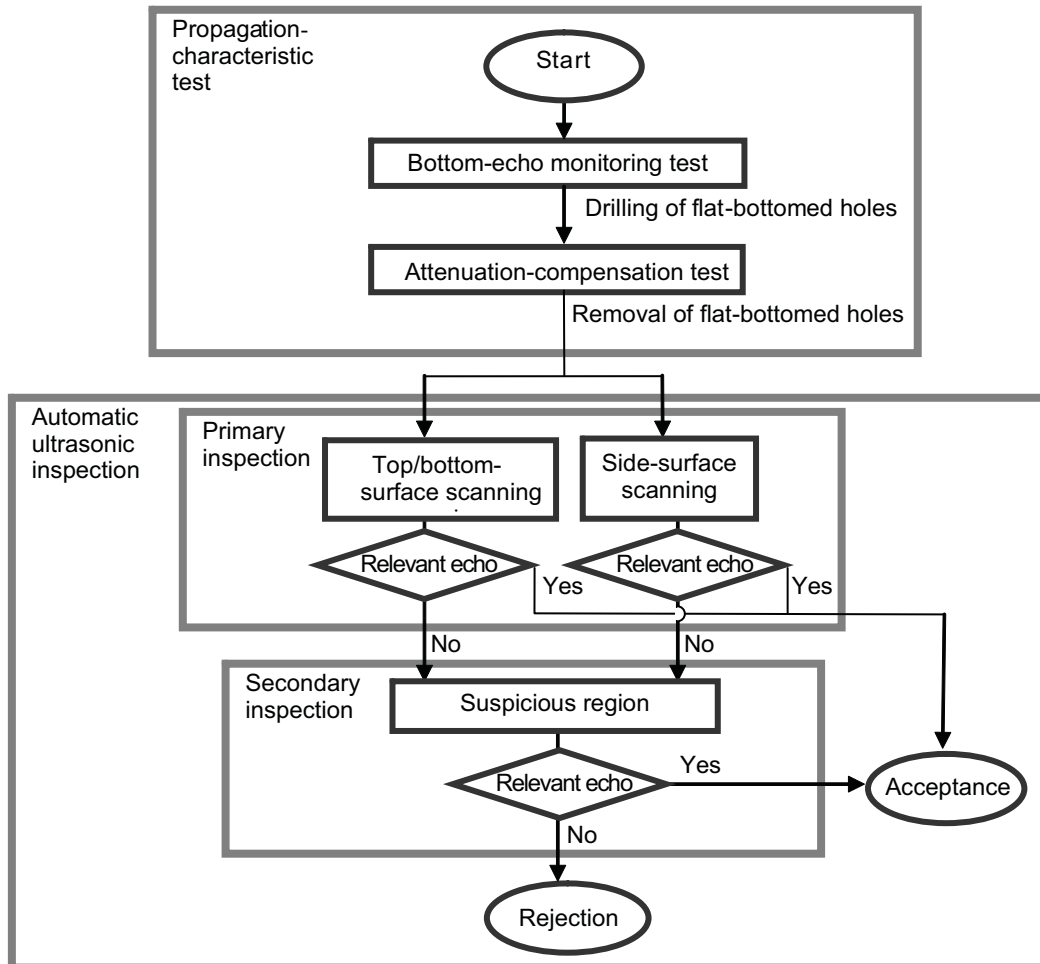 Propagation-
characteristic
test
Start
Bottom-echo monitoring test
Drilling of flat-bottomed holes
Attenuation-compensation test
Removal of flat-bottomed holes
Automatic
ultrasonic
inspection
Primary
inspection
Top/bottom-
surface scanning
Side-surface
scanning
Relevant echo
Relevant echo
Yes
Yes
No
No
Secondary
inspection
Suspicious region
Relevant echo
Yes
Acceptance
No
Rejection